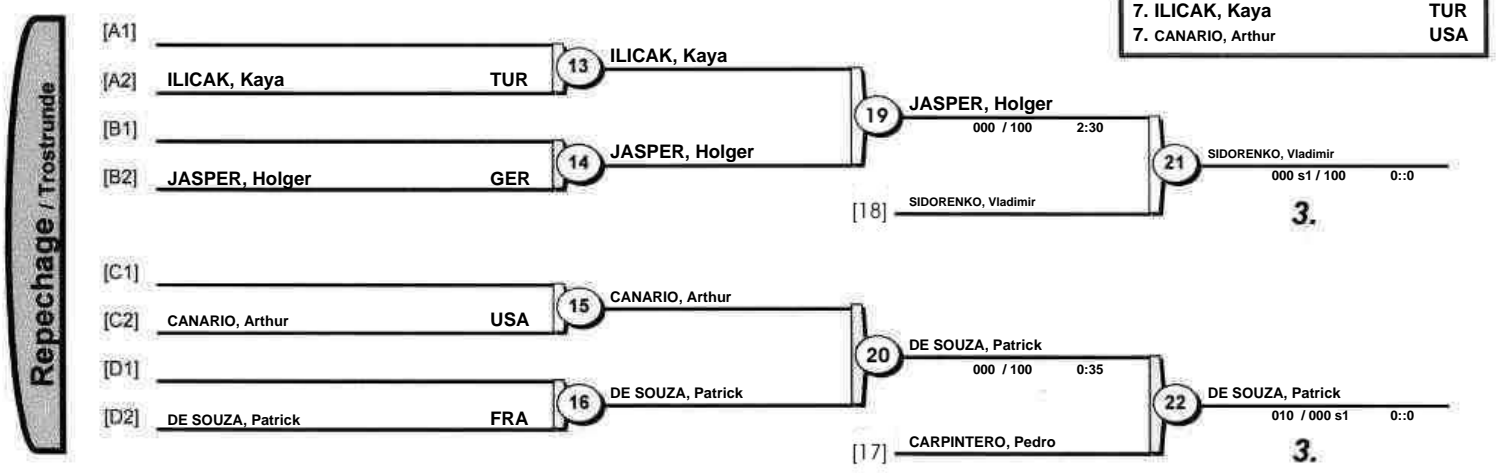 7. ILICAK, Kaya TUR
7. CANARIO, Arthur USA
Repechage / Trostrunde
[A1]
[A2] ILICAK, Kaya TUR
13 ILICAK, Kaya
[B1]
[B2] JASPER, Holger GER
14 JASPER, Holger
19 JASPER, Holger
000 / 100 2:30
[18] SIDORENKO, Vladimir
21 SIDORENKO, Vladimir
000 s1 / 100 0::0
3.
[C1]
[C2] CANARIO, Arthur USA
15 CANARIO, Arthur
[D1]
[D2] DE SOUZA, Patrick FRA
16 DE SOUZA, Patrick
20 DE SOUZA, Patrick
000 / 100 0:35
[17] CARPINTERO, Pedro
22 DE SOUZA, Patrick
010 / 000 s1 0::0
3.